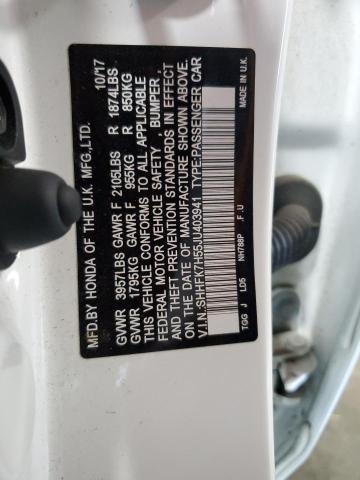 MFD.BY HONDA OF THE U.K. MFG.,LTD. 10/17
GVWR 3957LBS GAWR F 2105LBS R 1874LBS
GVWR 1795KG GAWR F 955KG R 850KG
THIS VEHICLE CONFORMS TO ALL APPLICABLE
FEDERAL MOTOR VEHICLE SAFETY , BUMPER ,
AND THEFT PREVENTION STANDARDS IN EFFECT
ON THE DATE OF MANUFACTURE SHOWN ABOVE.
V.I.N.:SHHFK7H55JU403941 TYPE:PASSENGER CAR
TGG J LD5 NH788P .F .U MADE IN U.K.